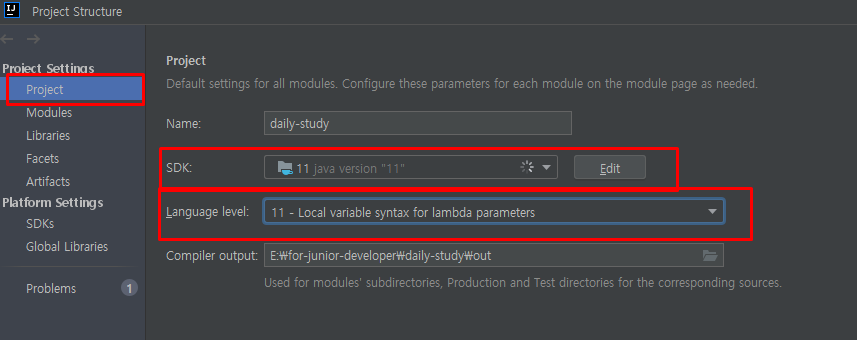 IJ
Project Structure
Project Settings
Project
Modules
Libraries
Facets
Artifacts
Platform Settings
SDKs
Global Libraries
Problems 1
Project
Default settings for all modules. Configure these parameters for each module on the module page as needed.
Name: daily-study
SDK: 11 java version "11" Edit
Language level: 11 - Local variable syntax for lambda parameters
Compiler output: E:₩for-junior-developer₩daily-study₩out
Used for modules' subdirectories, Production and Test directories for the corresponding sources.